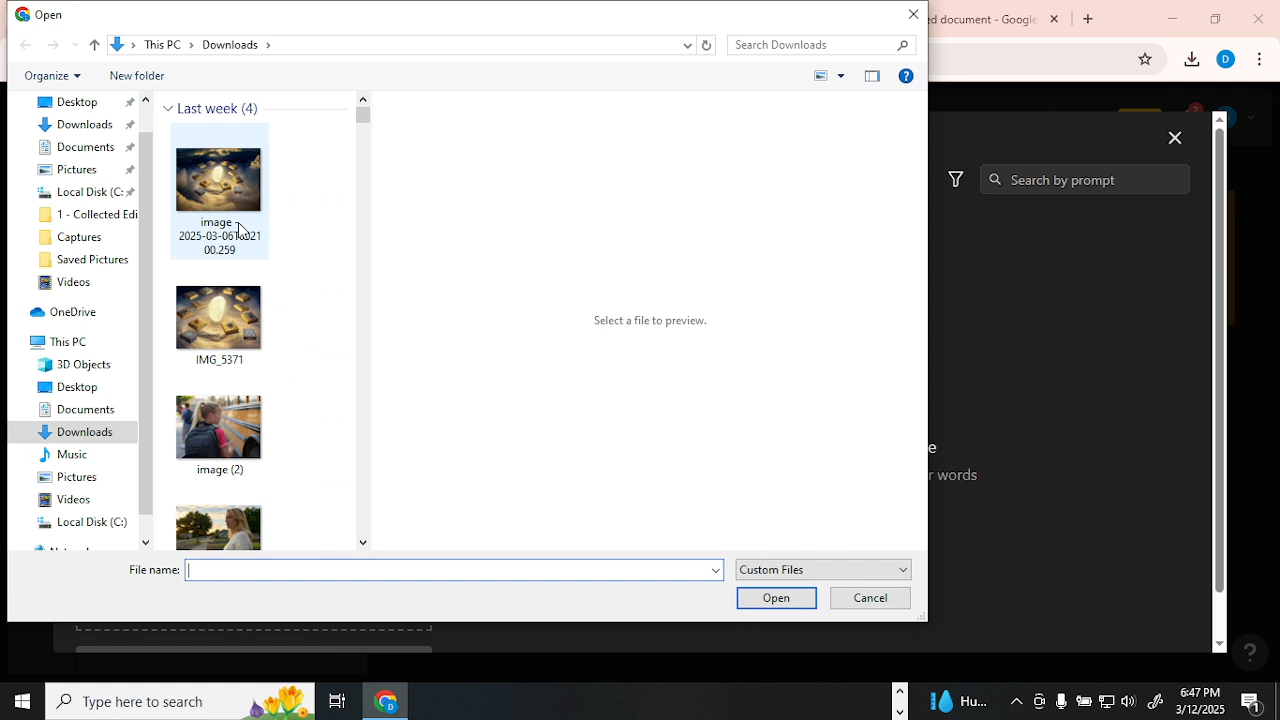 Open
ed document - Google
This PC > Downloads >
Search Downloads
Organize
New folder
Desktop
Downloads
Documents
Pictures
Local Disk (C:
1 - Collected Edi
Captures
Saved Pictures
Videos
OneDrive
This PC
3D Objects
Desktop
Documents
Downloads
Music
Pictures
Videos
Local Disk (C:)
Last week (4)
image -
2025-03-06T
021
00.259
IMG_5371
image (2)
Select a file to preview.
D
Search by prompt
e
r words
File name:
Custom Files
Open
Cancel
Type here to search
Hu...
6:47 PM
3/12/2025